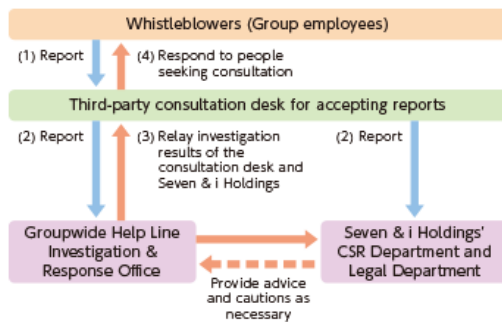 Whistleblowers (Group employees)
(1) Report
(4) Respond to people
seeking consultation
Third-party consultation desk for accepting reports
(2) Report
(3) Relay investigation
results of the
consultation desk and
Seven & i Holdings
(2) Report
Groupwide Help Line
Investigation &
Response Office
Seven & i Holdings'
CSR Department and
Legal Department
Provide advice
and cautions as
necessary